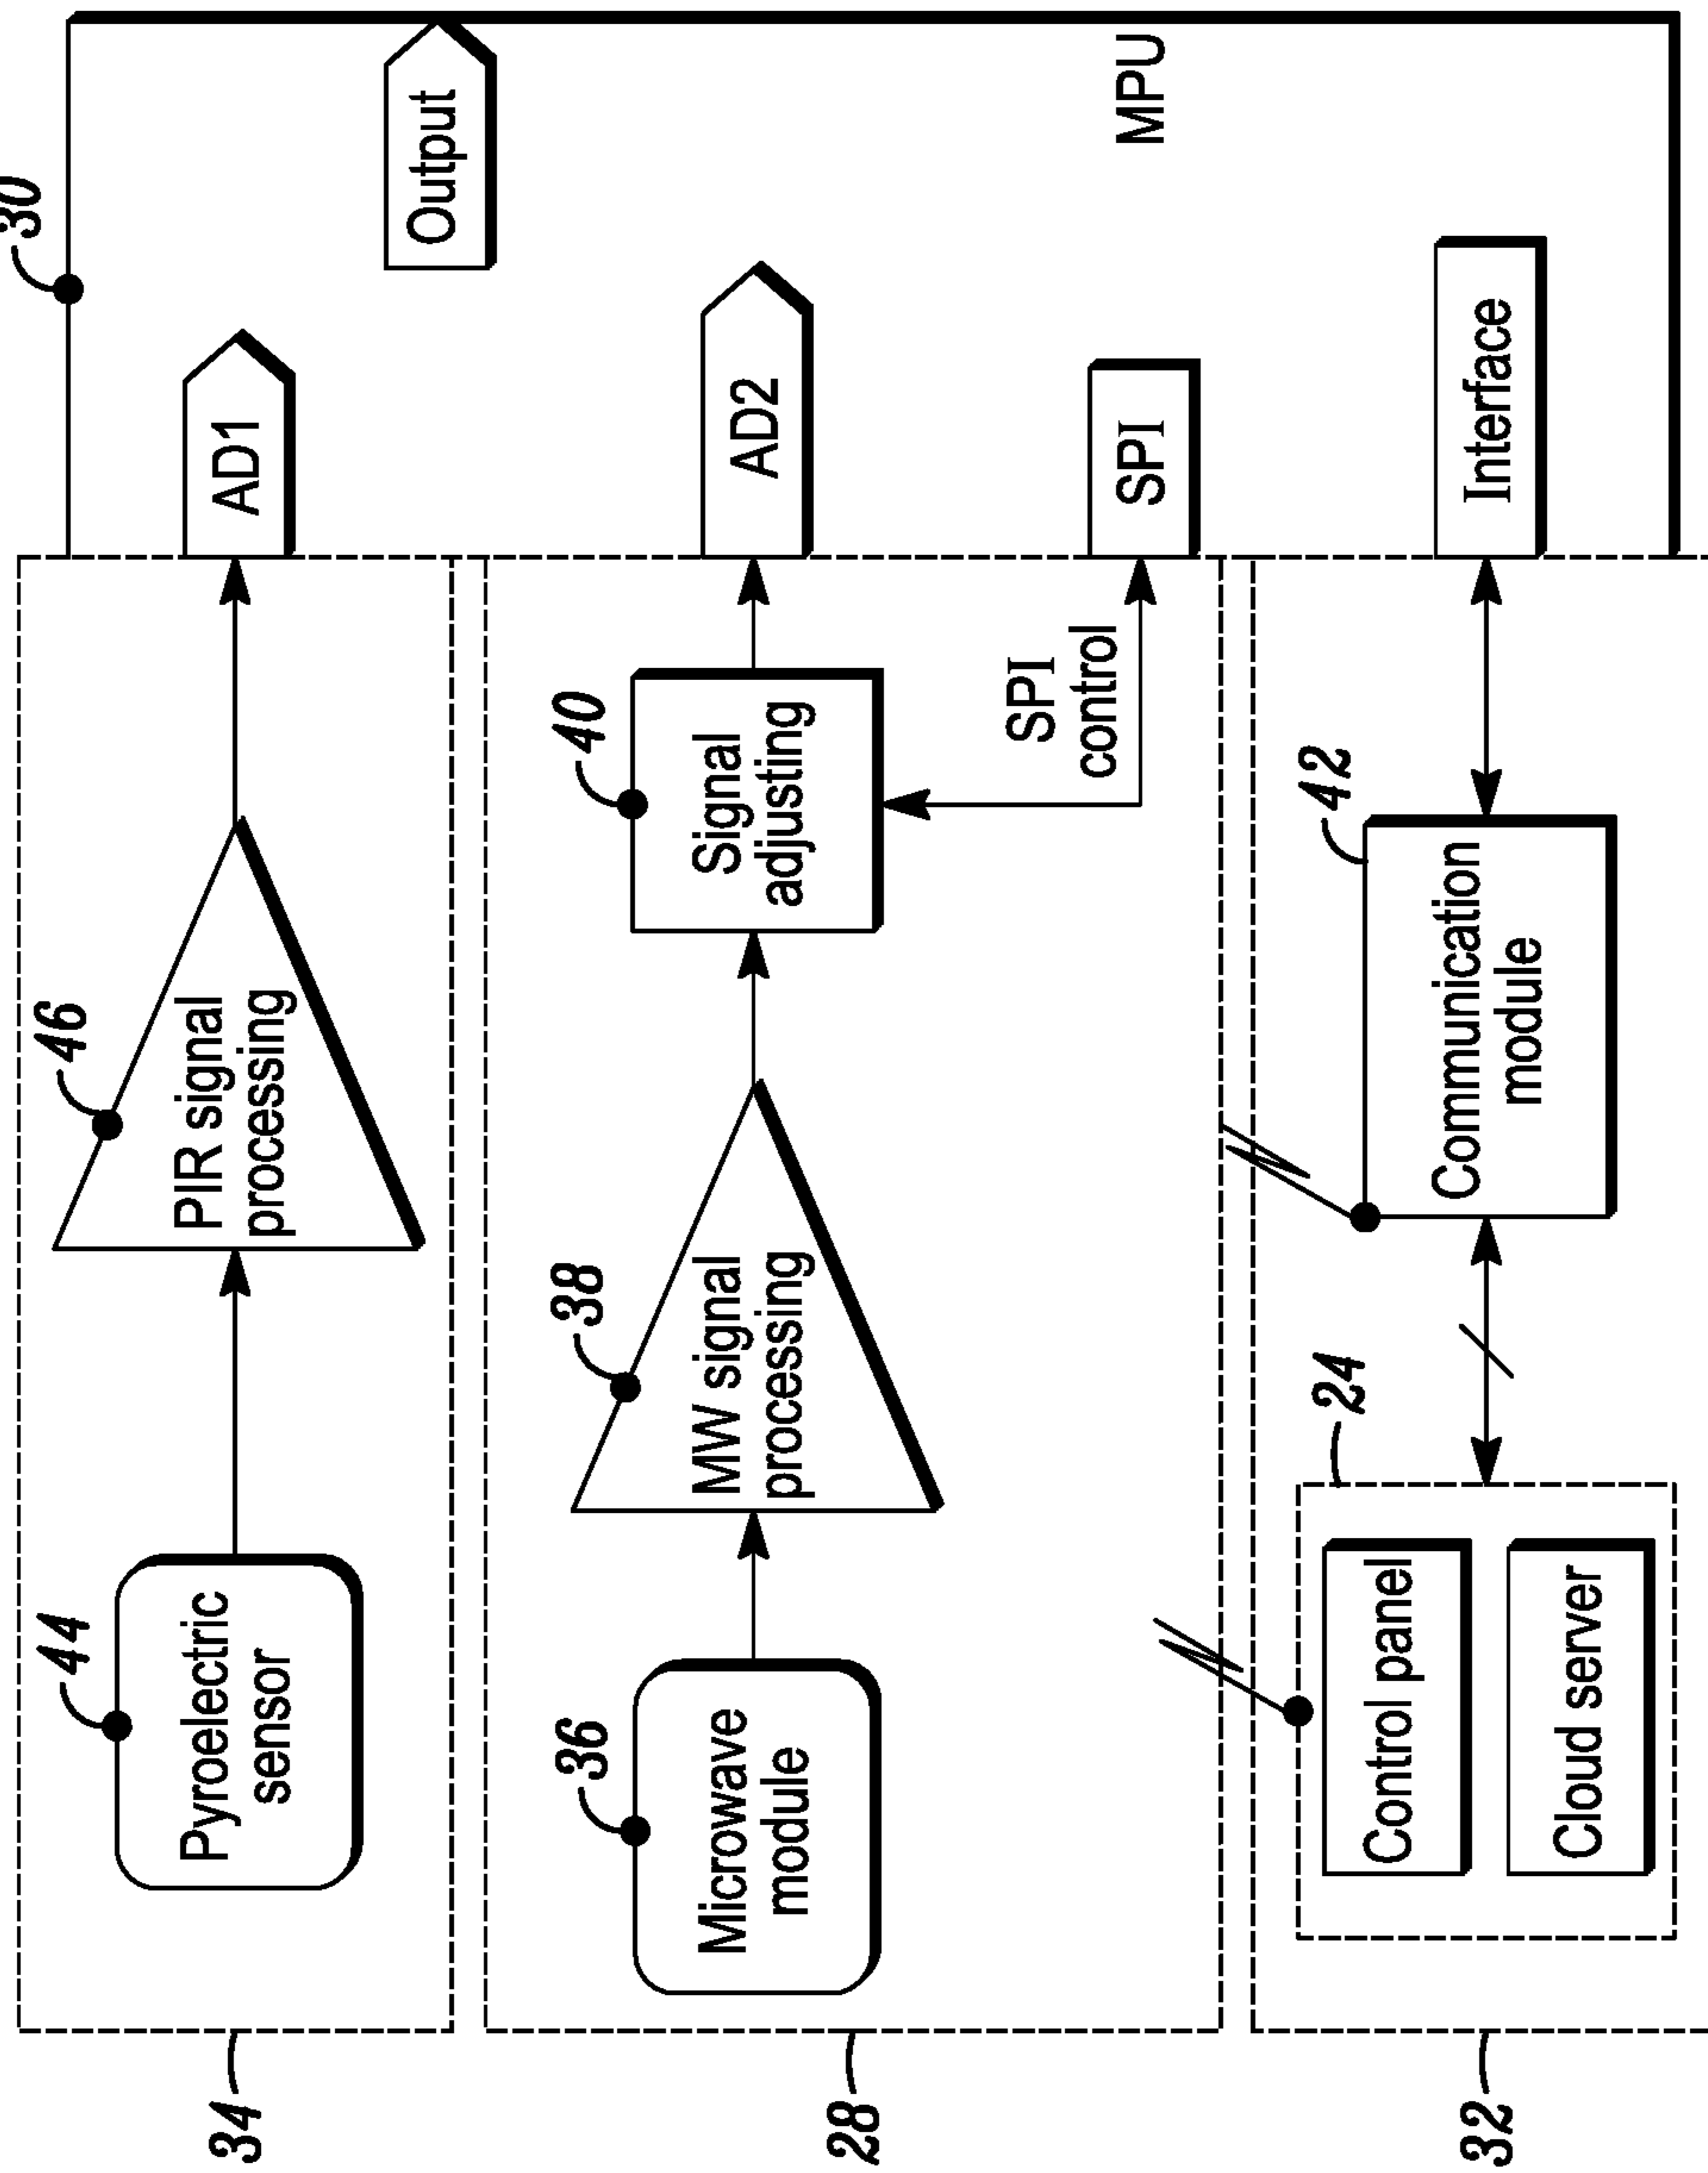 34
44
Pyroelectric
sensor
46
PIR signal
processing
AD1
30
Output
28
36
Microwave
module
38
MW signal
processing
40
Signal
adjusting
AD2
SPI
control
SPI
MPU
32
24
Control panel
Cloud server
42
Communication
module
Interface